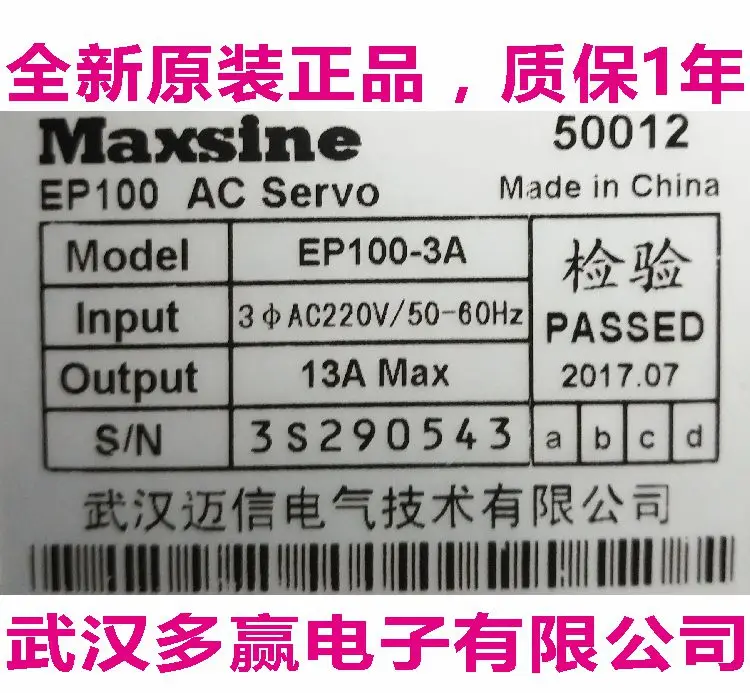 全新原装正品，质保1年
Maxsine 50012
EP100 AC Servo Made in China
Model EP100-3A 检验
Input 3ΦAC220V/50-60Hz PASSED
Output 13A Max 2017.07
S/N 3S290543 a b c d
武汉迈信电气技术有限公司
武汉多赢电子有限公司